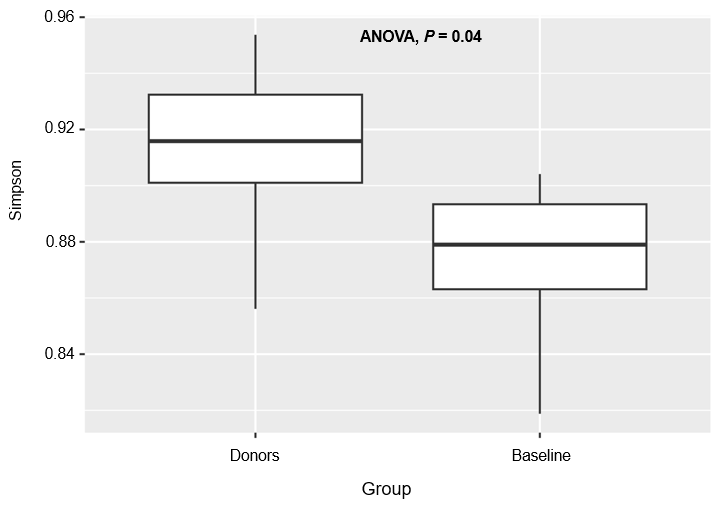 0.96
ANOVA, P = 0.04
0.92
Simpson
0.88
0.84
Donors Baseline
Group